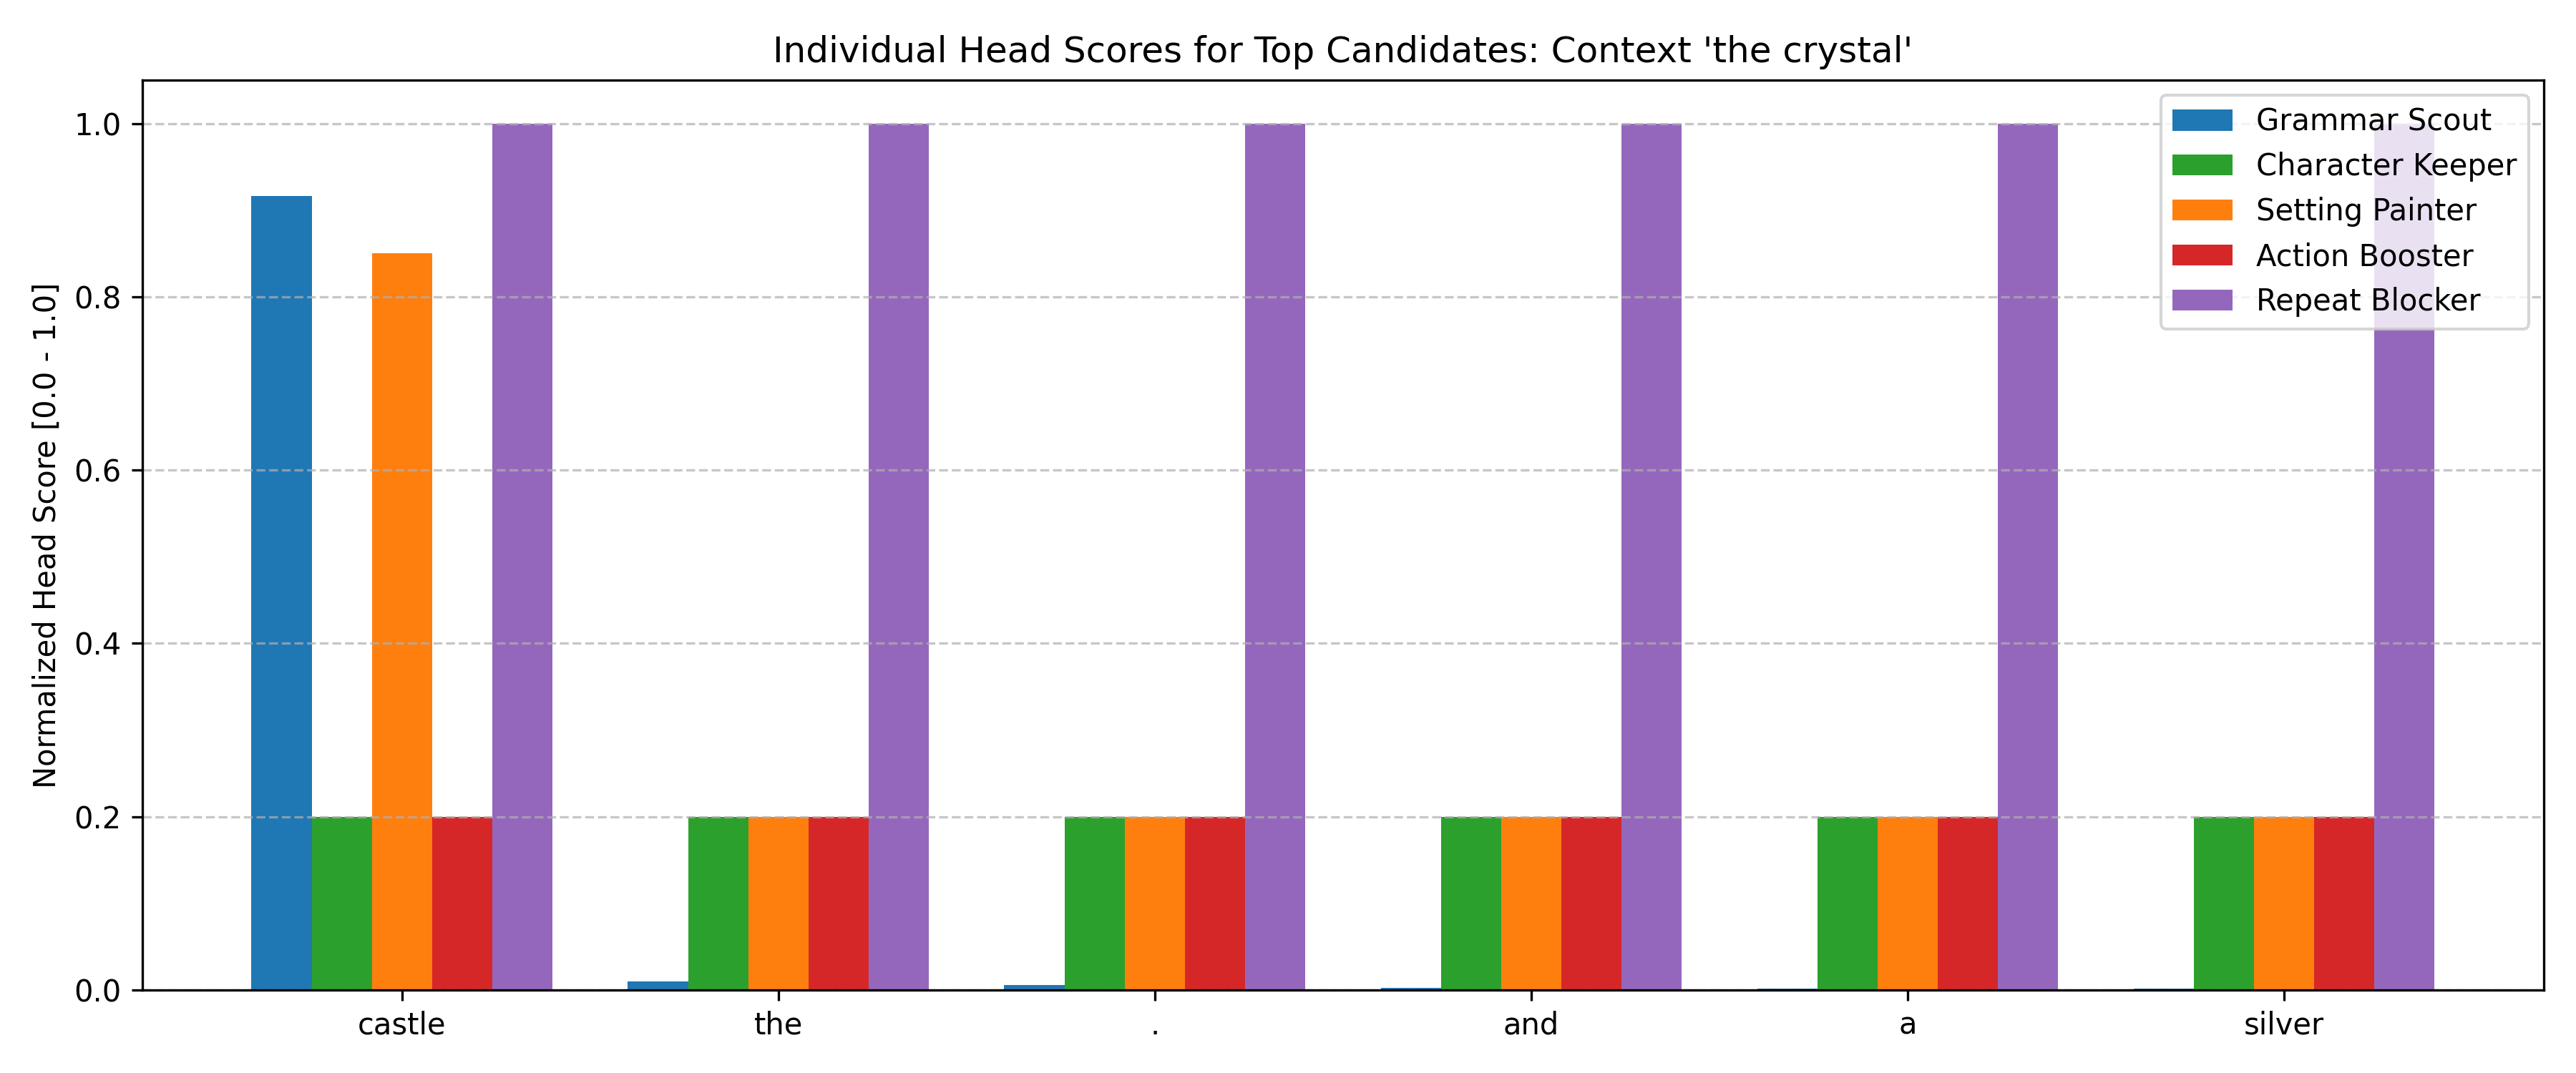 Individual Head Scores for Top Candidates: Context 'the crystal'
Normalized Head Score [0.0 - 1.0]
1.0
0.8
0.6
0.4
0.2
0.0
Grammar Scout
Character Keeper
Setting Painter
Action Booster
Repeat Blocker
castle
the
.
and
a
silver